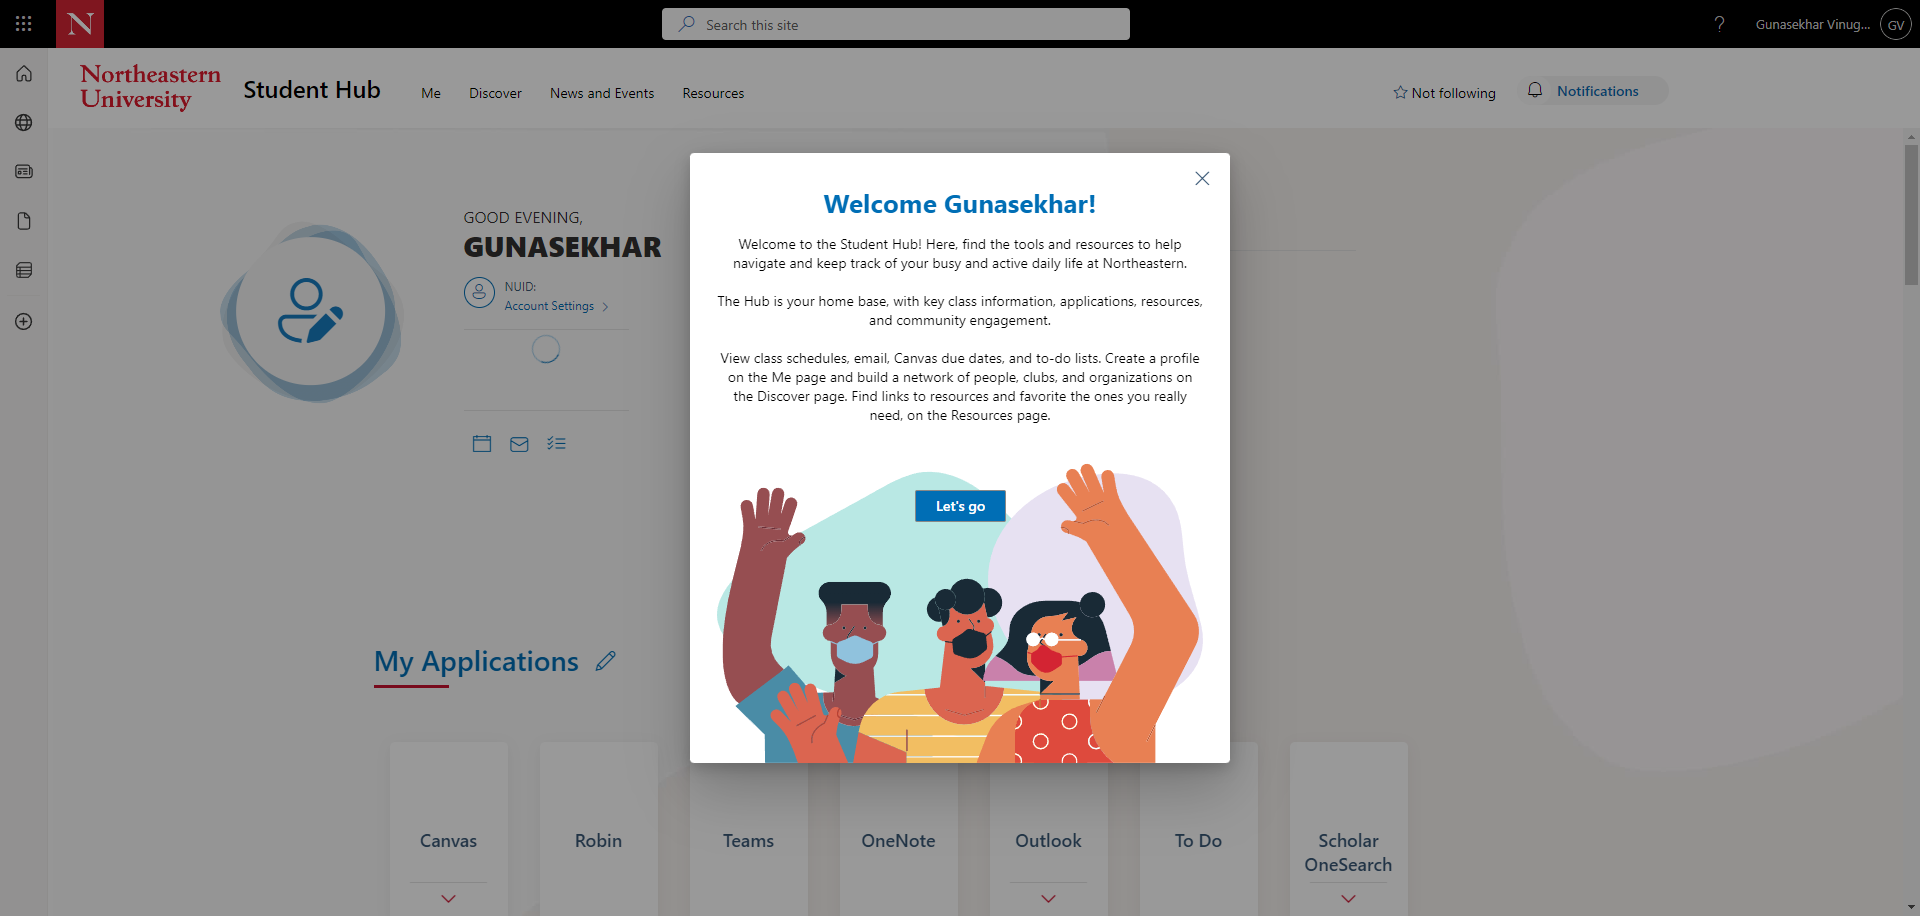 N
Search this site
?
Gunasekhar Vinug...
GV
Northeastern
University
Student Hub
Me
Discover
News and Events
Resources
Not following
Notifications
GOOD EVENING,
GUNASEKHAR
NUID:
Account Settings
Welcome Gunasekhar!
Welcome to the Student Hub! Here, find the tools and resources to help
navigate and keep track of your busy and active daily life at Northeastern.
The Hub is your home base, with key class information, applications, resources,
and community engagement.
View class schedules, email, Canvas due dates, and to-do lists. Create a profile
on the Me page and build a network of people, clubs, and organizations on
the Discover page. Find links to resources and favorite the ones you really
need, on the Resources page.
Let's go
My Applications
Canvas
Robin
Teams
OneNote
Outlook
To Do
Scholar
OneSearch